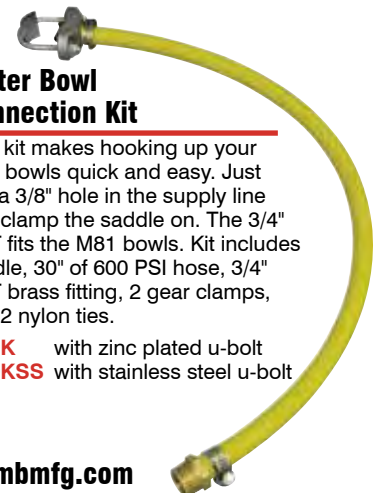 ter Bowl
nnection Kit
kit makes hooking up your
bowls quick and easy. Just
a 3/8" hole in the supply line
clamp the saddle on. The 3/4"
fits the M81 bowls. Kit includes
dle, 30" of 600 PSI hose, 3/4"
brass fitting, 2 gear clamps,
2 nylon ties.
K with zinc plated u-bolt
KSS with stainless steel u-bolt
mbmfg.com